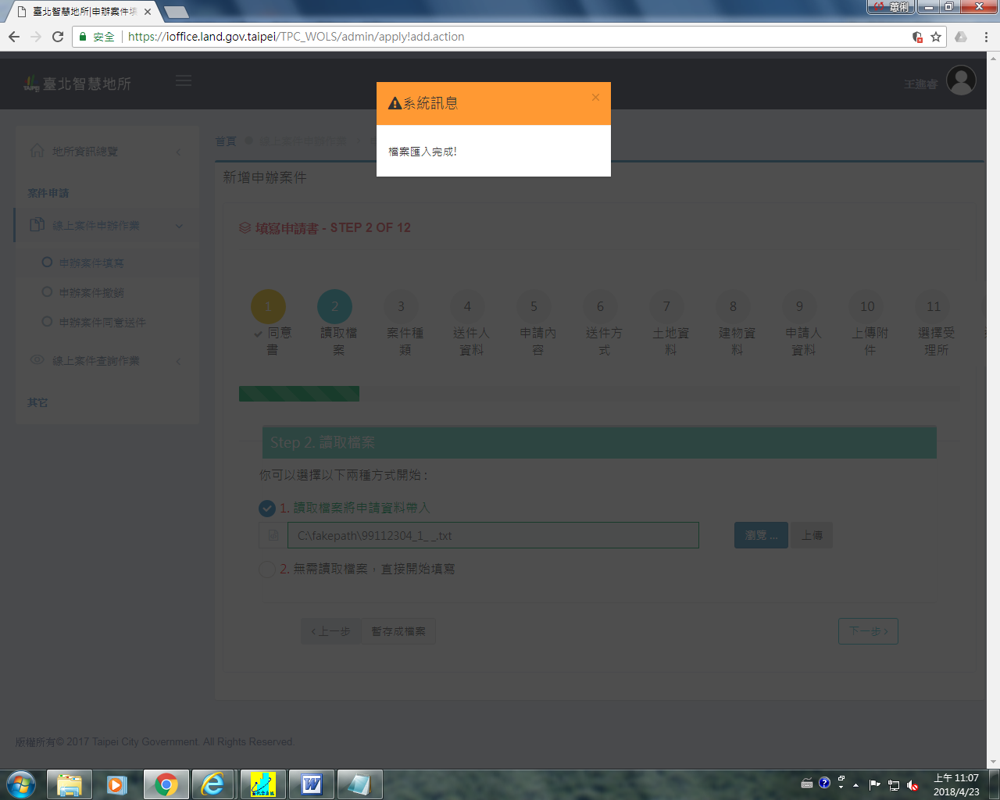 臺北智慧地所|申辦案件填
華俐
安全 https://ioffice.land.gov.taipei/TPC_WOLS/admin/apply!add.action
TAIPEI 臺北智慧地所
王進睿
系統訊息
×
檔案匯入完成!
地所資訊總覽
案件申請
線上案件申辦作業
申辦案件填寫
申辦案件撤銷
申辦案件同意送件
線上案件查詢作業
其它
首頁 線上案件申辦作業
新增申辦案件
填寫申請書 - STEP 2 OF 12
1 2 3 4 5 6 7 8 9 10 11
同意書 讀取檔案 案件種類 送件人資料 申請內容 送件方式 土地資料 建物資料 申請人資料 上傳附件 選擇受理所
Step 2. 讀取檔案
你可以選擇以下兩種方式開始 :
1. 讀取檔案將申請資料帶入
C:\fakepath\99112304_1_ _.txt
瀏覽 ... 上傳
2. 無需讀取檔案，直接開始填寫
上一步 暫存成檔案 下一步
版權所有© 2017 Taipei City Government. All Rights Reserved.
上午 11:07
2018/4/23